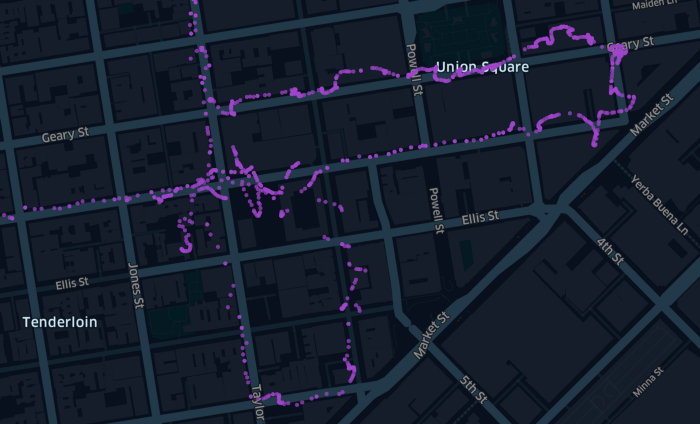 Maiden Ln
Geary St
Union Square
Powell St
Market St
Geary St
Yerba Buena Ln
Powell St
Ellis St
4th St
Ellis St
Jones St
Tenderloin
Market St
5th St
Minna St
Taylor